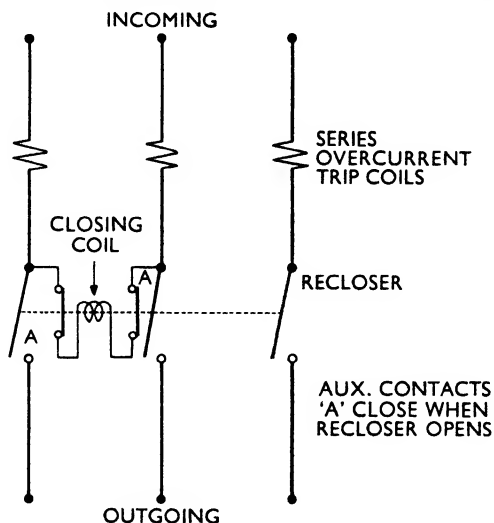 INCOMING
SERIES
OVERCURRENT
TRIP COILS
CLOSING
COIL
A
RECLOSER
A
AUX. CONTACTS
'A' CLOSE WHEN
RECLOSER OPENS
OUTGOING